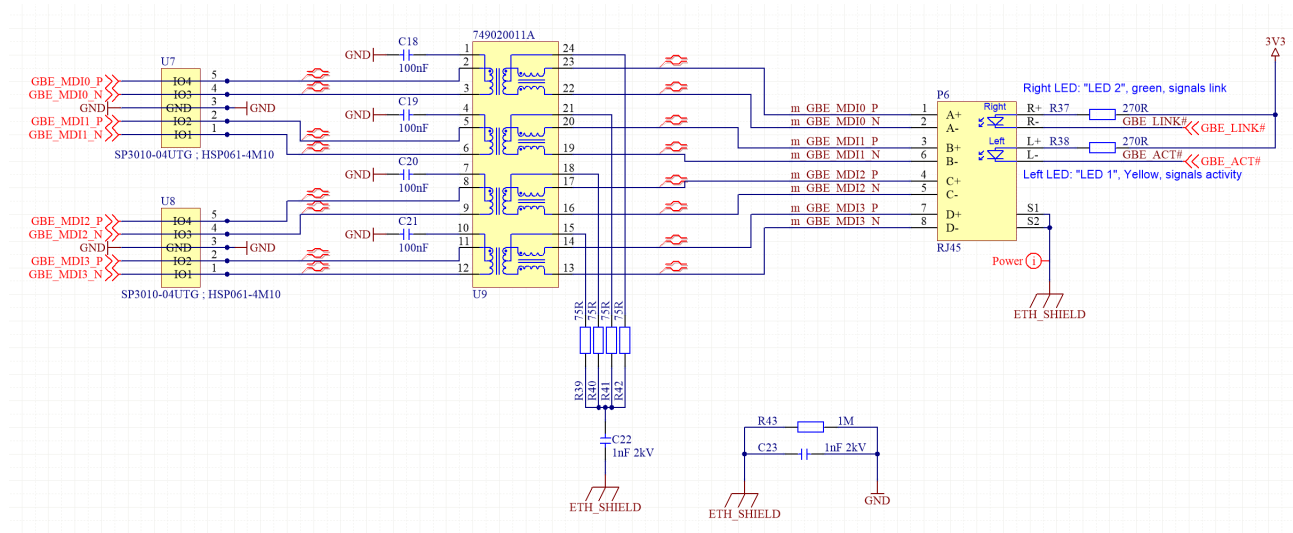 749020011A
3V3
C18
GND
100nF
1
2
3
24
23
22
U7
GBE_MDI0_P
GBE_MDI0_N
GND
GBE_MDI1_P
GBE_MDI1_N
IO4
IO3
GND
IO2
IO1
5
4
3
2
1
GND
SP3010-04UTG ; HSP061-4M10
C19
GND
100nF
4
5
6
21
20
19
C20
GND
100nF
7
8
9
18
17
16
U8
GBE_MDI2_P
GBE_MDI2_N
GND
GBE_MDI3_P
GBE_MDI3_N
IO4
IO3
GND
IO2
IO1
5
4
3
2
1
GND
SP3010-04UTG ; HSP061-4M10
C21
GND
100nF
10
11
12
15
14
13
U9
Right LED: "LED 2", green, signals link
P6
m_GBE_MDI0_P
m_GBE_MDI0_N
m_GBE_MDI1_P
m_GBE_MDI1_N
m_GBE_MDI2_P
m_GBE_MDI2_N
m_GBE_MDI3_P
m_GBE_MDI3_N
1
2
3
6
4
5
7
8
A+
A-
B+
B-
C+
C-
D+
D-
Right
Left
R+
R-
L+
L-
S1
S2
RJ45
R37
270R
GBE_LINK#
GBE_LINK#
R38
270R
GBE_ACT#
GBE_ACT#
Left LED: "LED 1", Yellow, signals activity
Power
i
ETH_SHIELD
75R
75R
75R
75R
R39
R40
R41
R42
C22
1nF 2kV
ETH_SHIELD
R43
1M
C23
1nF 2kV
ETH_SHIELD
GND